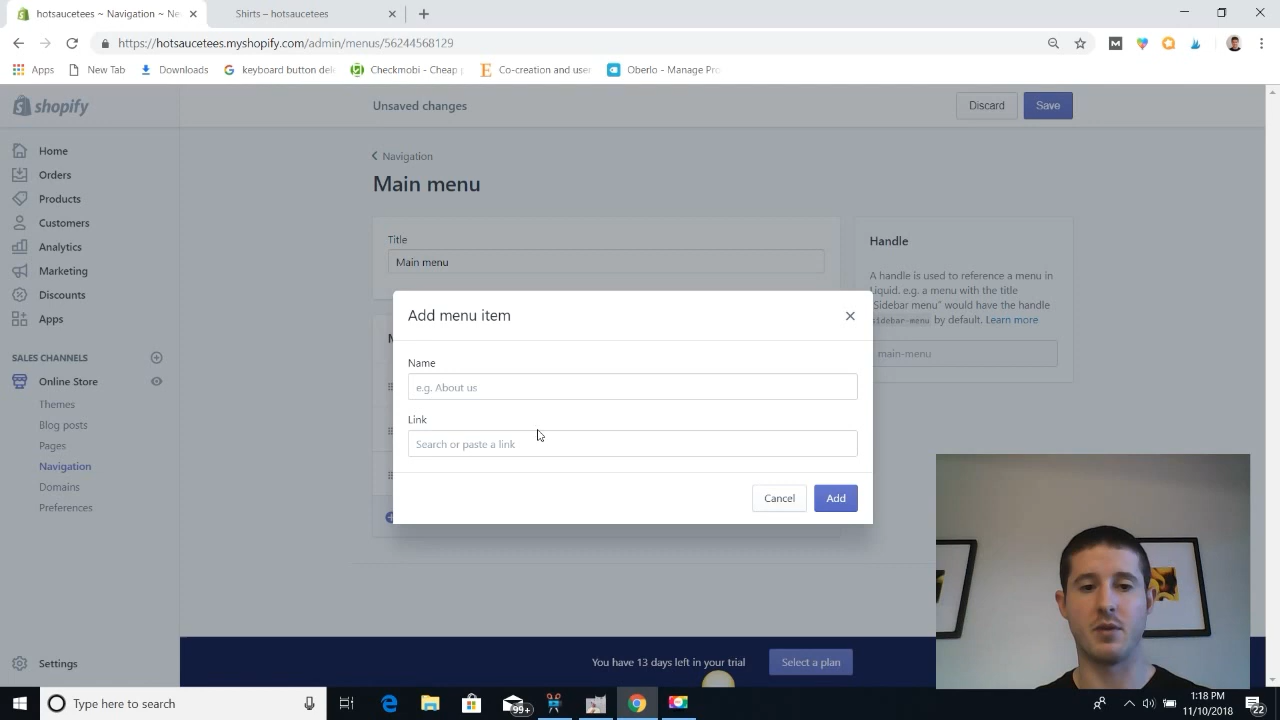 hotsaucetees ~ Navigation ~ Ne
Shirts – hotsaucetees
https://hotsaucetees.myshopify.com/admin/menus/56244568129
Apps
New Tab
Downloads
keyboard button del
Checkmobi - Cheap p
Co-creation and user
Oberlo - Manage Pro
shopify
Unsaved changes
Discard
Save
Home
Orders
Products
Customers
Analytics
Marketing
Discounts
Apps
SALES CHANNELS
Online Store
Themes
Blog posts
Pages
Navigation
Domains
Preferences
Settings
Navigation
Main menu
Title
Main menu
Handle
A handle is used to reference a menu in
Liquid. e.g. a menu with the title
"Sidebar menu" would have the handle
sidebar-menu by default. Learn more
main-menu
Add menu item
Name
e.g. About us
Link
Search or paste a link
Cancel
Add
You have 13 days left in your trial
Select a plan
Type here to search
99+
1:18 PM
11/10/2018
22